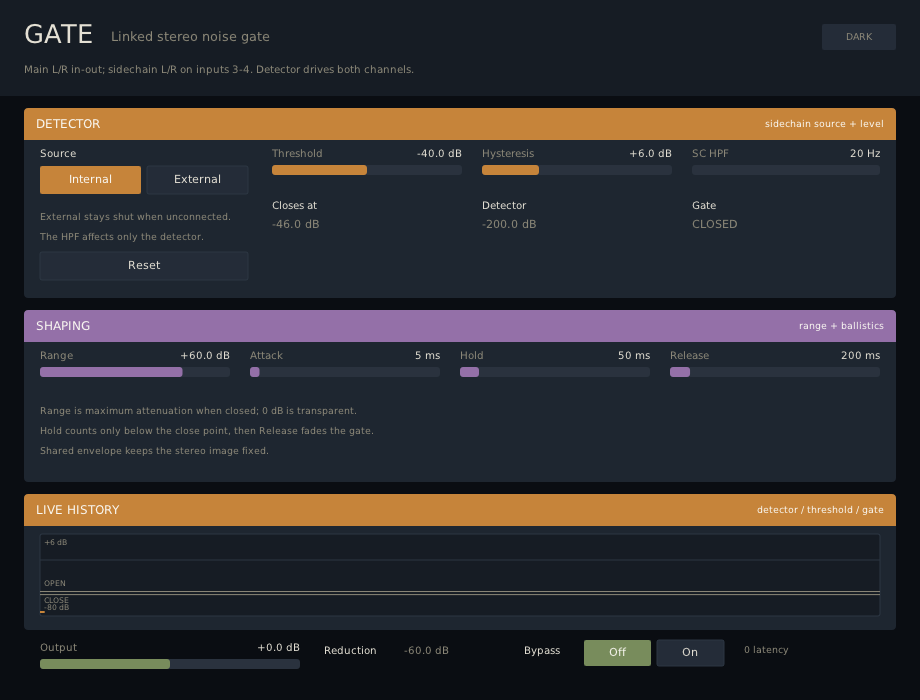 GATE Linked stereo noise gate DARK
Main L/R in-out; sidechain L/R on inputs 3-4. Detector drives both channels.
DETECTOR sidechain source + level
Source Threshold -40.0 dB Hysteresis +6.0 dB SC HPF 20 Hz
Internal External
Closes at Detector Gate
External stays shut when unconnected. -46.0 dB -200.0 dB CLOSED
The HPF affects only the detector.
Reset
SHAPING range + ballistics
Range +60.0 dB Attack 5 ms Hold 50 ms Release 200 ms
Range is maximum attenuation when closed; 0 dB is transparent.
Hold counts only below the close point, then Release fades the gate.
Shared envelope keeps the stereo image fixed.
LIVE HISTORY detector / threshold / gate
+6 dB
OPEN
CLOSE
-80 dB
Output +0.0 dB Reduction -60.0 dB Bypass Off On 0 latency